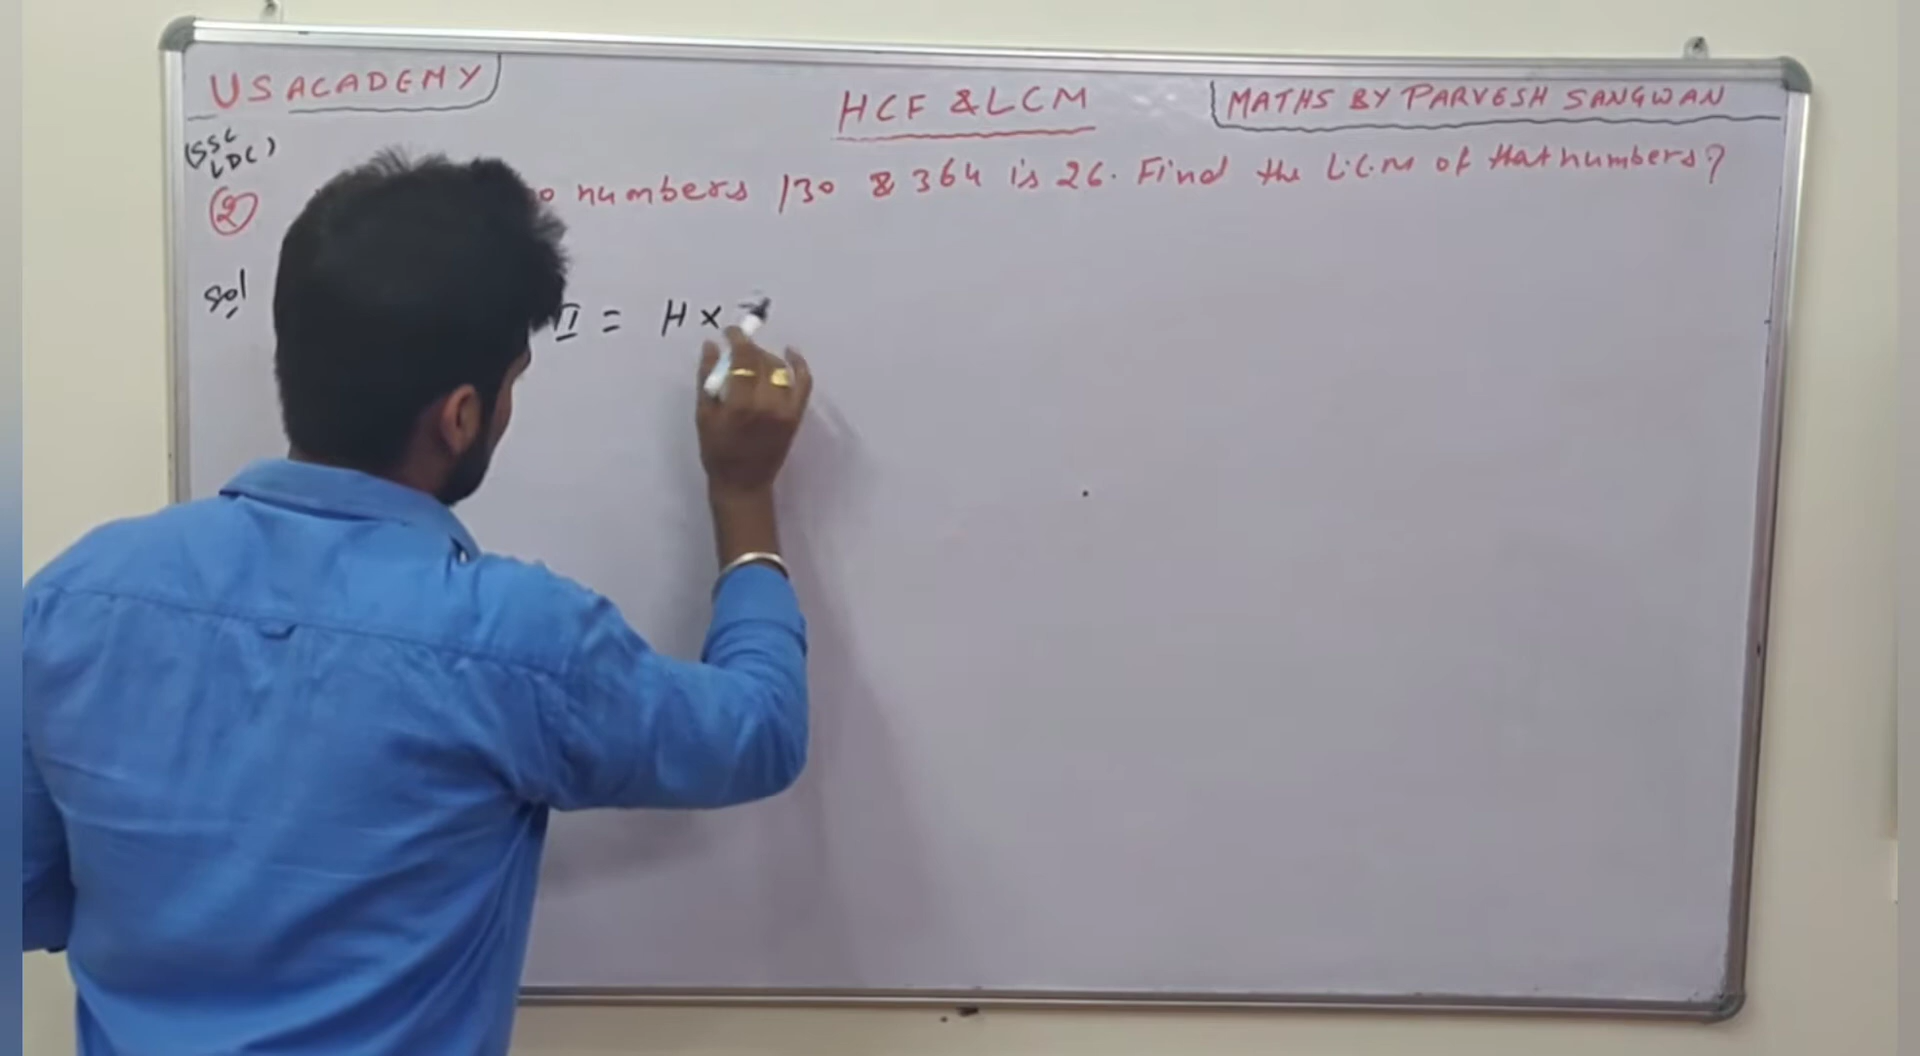 US ACADEMY
HCF & LCM
MATHS BY PARVESH SANGWAN
(SSC LDC)
② numbers 130 & 364 is 26. Find the L.C.M of that numbers?
Sol
II = H ×